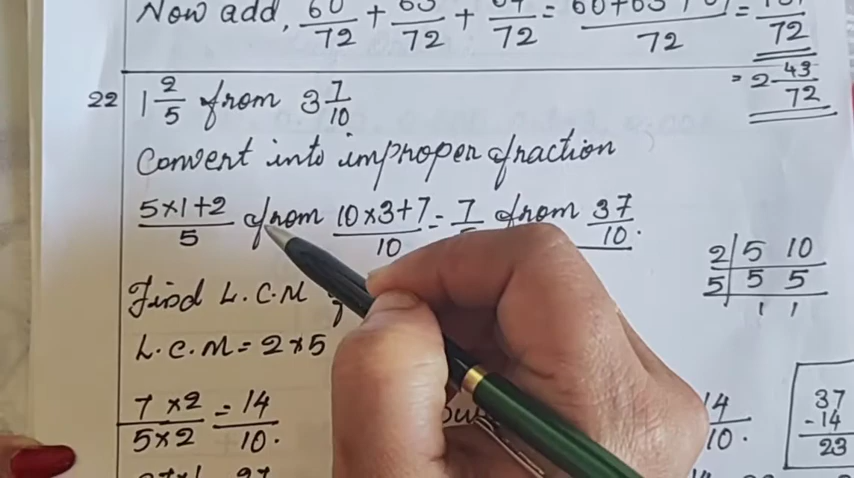 Now add, 60/72 + 63/72 + 64/72 = 60+63+ /72 = /72
= 2 43/72
22 1 2/5 from 3 7/10
Convert into improper fraction
5×1+2/5 from 10×3+7/10 = 7/5 from 37/10.
2 | 5 10
5 | 5 5
1 1
Find L.C.M
L.C.M = 2×5
7×2/5×2 = 14/10.
14/10.
37
-14
23